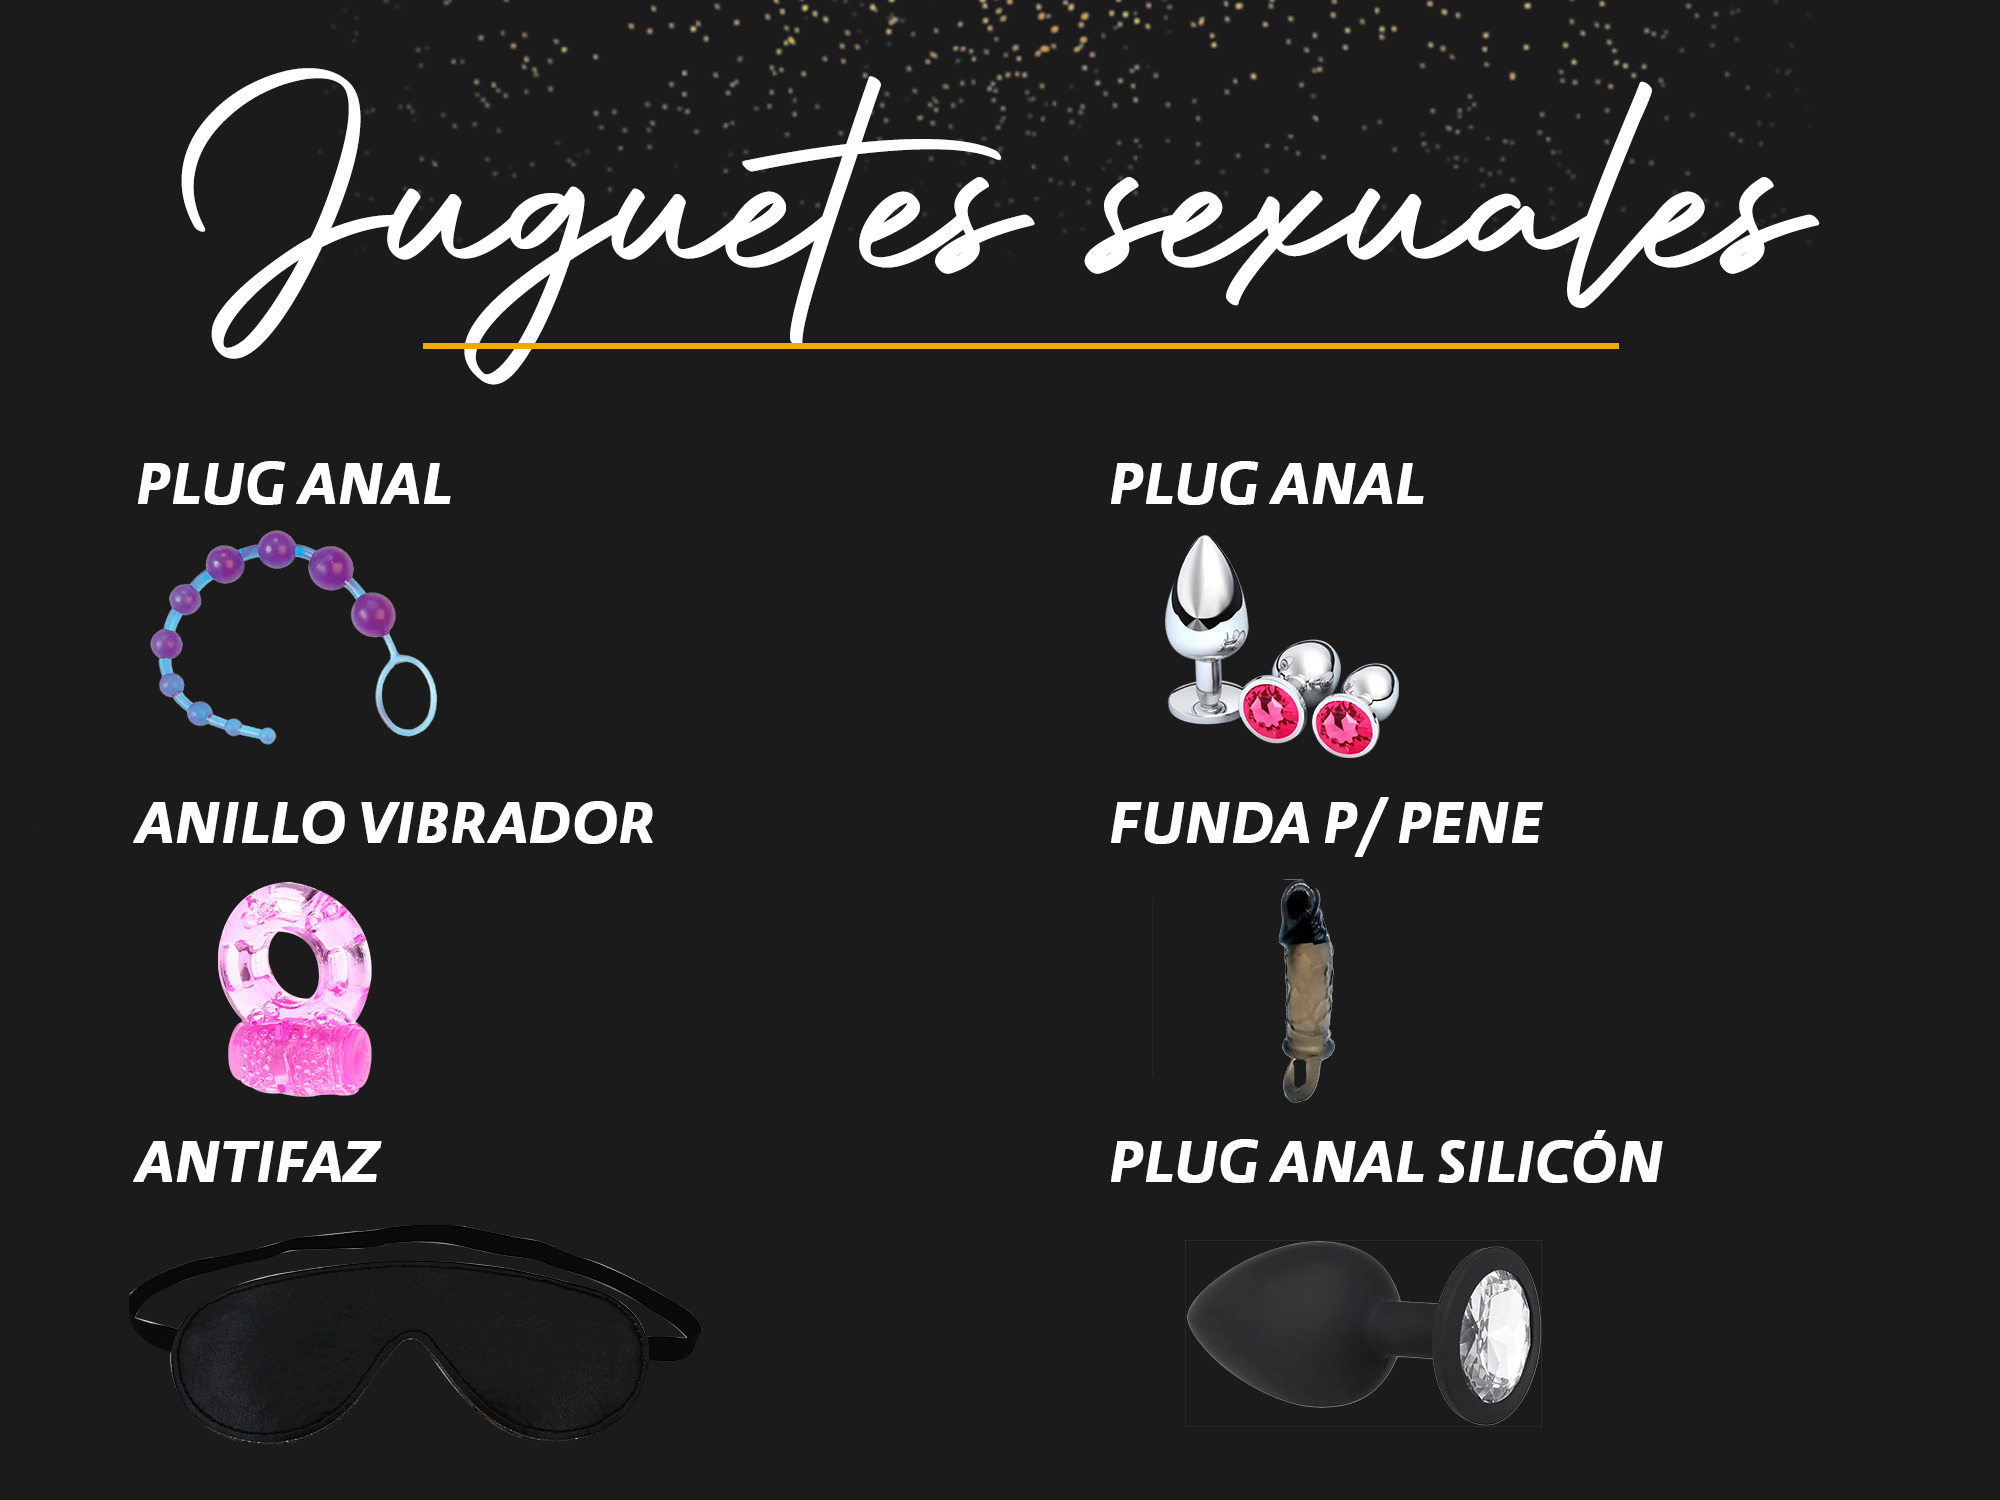 Juguetes sexuales
PLUG ANAL
PLUG ANAL
ANILLO VIBRADOR
FUNDA P/ PENE
ANTIFAZ
PLUG ANAL SILICÓN